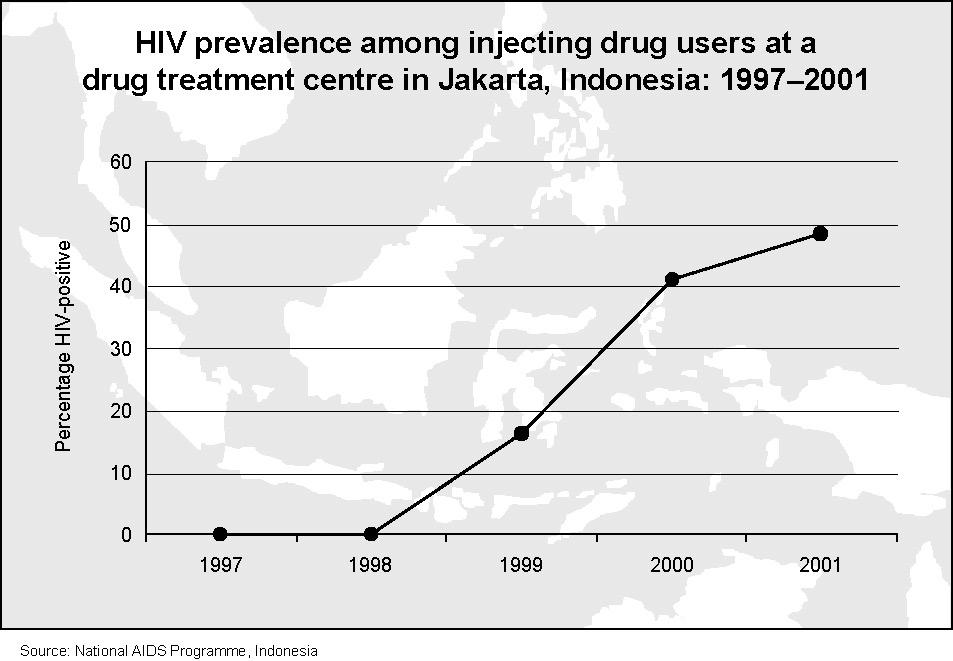 HIV prevalence among injecting drug users at a
drug treatment centre in Jakarta, Indonesia: 1997–2001
Percentage HIV-positive
60
50
40
30
20
10
0
1997 1998 1999 2000 2001
Source: National AIDS Programme, Indonesia